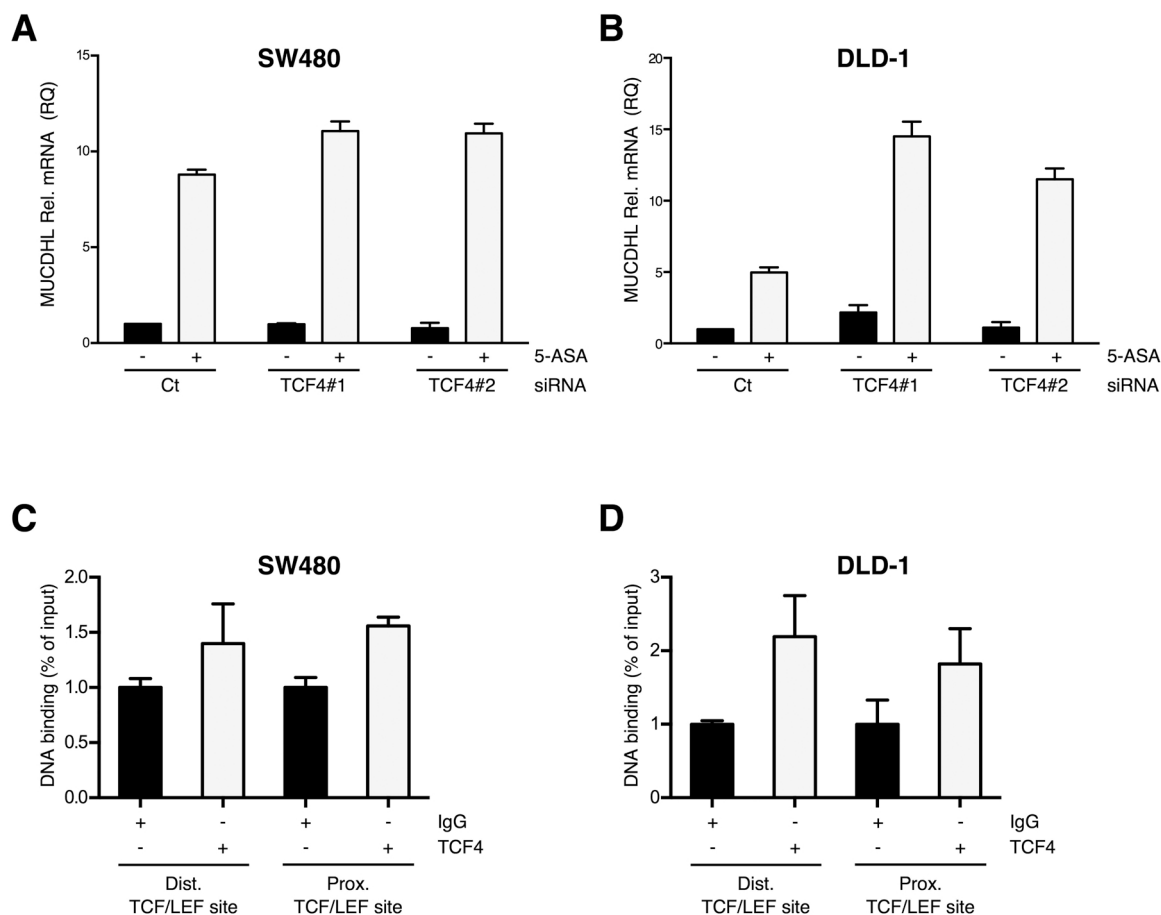 A
SW480
MUCDHL Rel. mRNA (RQ)
15
10
5
0
- + - + - + 5-ASA
Ct TCF4#1 TCF4#2 siRNA
B
DLD-1
MUCDHL Rel. mRNA (RQ)
20
15
10
5
0
- + - + - + 5-ASA
Ct TCF4#1 TCF4#2 siRNA
C
SW480
DNA binding (% of input)
2.0
1.5
1.0
0.5
0.0
+ - + - IgG
- + - + TCF4
Dist. Prox.
TCF/LEF site TCF/LEF site
D
DLD-1
DNA binding (% of input)
3
2
1
0
+ - + - IgG
- + - + TCF4
Dist. Prox.
TCF/LEF site TCF/LEF site